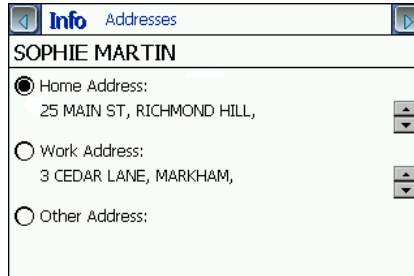 Info Addresses
SOPHIE MARTIN
Home Address:
25 MAIN ST, RICHMOND HILL,
Work Address:
3 CEDAR LANE, MARKHAM,
Other Address: